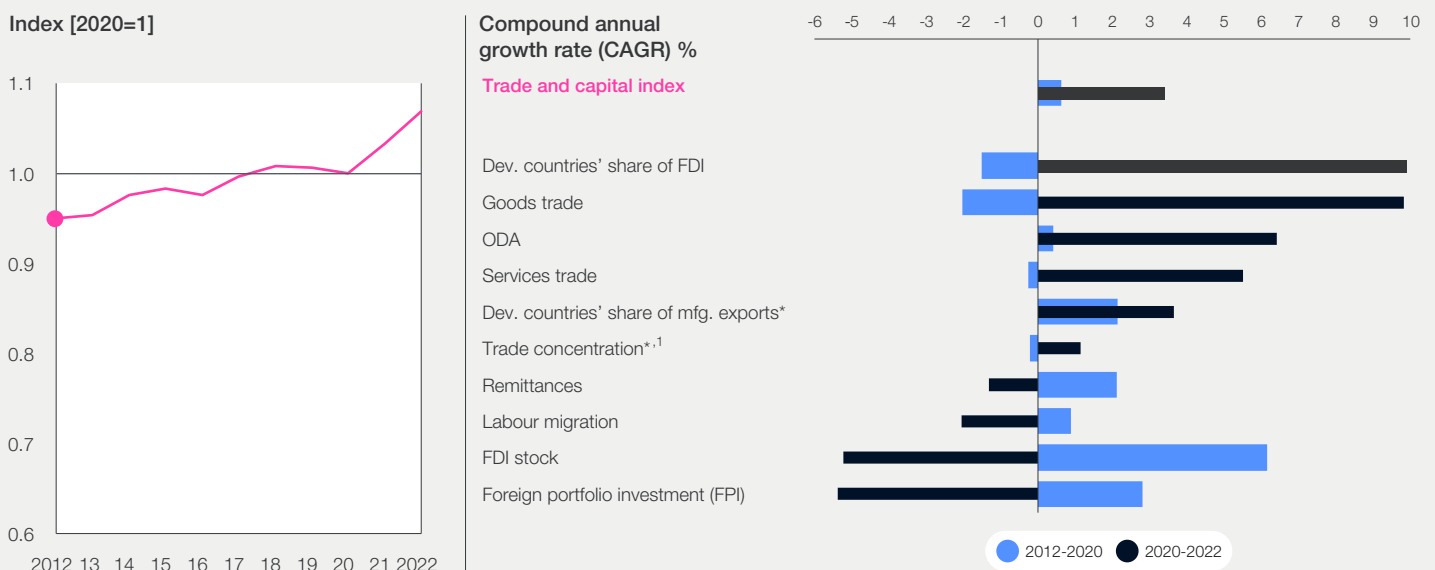 Index [2020=1]
1.1
1.0
0.9
0.8
0.7
0.6
2012 13 14 15 16 17 18 19 20 21 2022
Compound annual
growth rate (CAGR) %
-6 -5 -4 -3 -2 -1 0 1 2 3 4 5 6 7 8 9 10
Trade and capital index
Dev. countries' share of FDI
Goods trade
ODA
Services trade
Dev. countries' share of mfg. exports*
Trade concentration*,1
Remittances
Labour migration
FDI stock
Foreign portfolio investment (FPI)
2012-2020 2020-2022